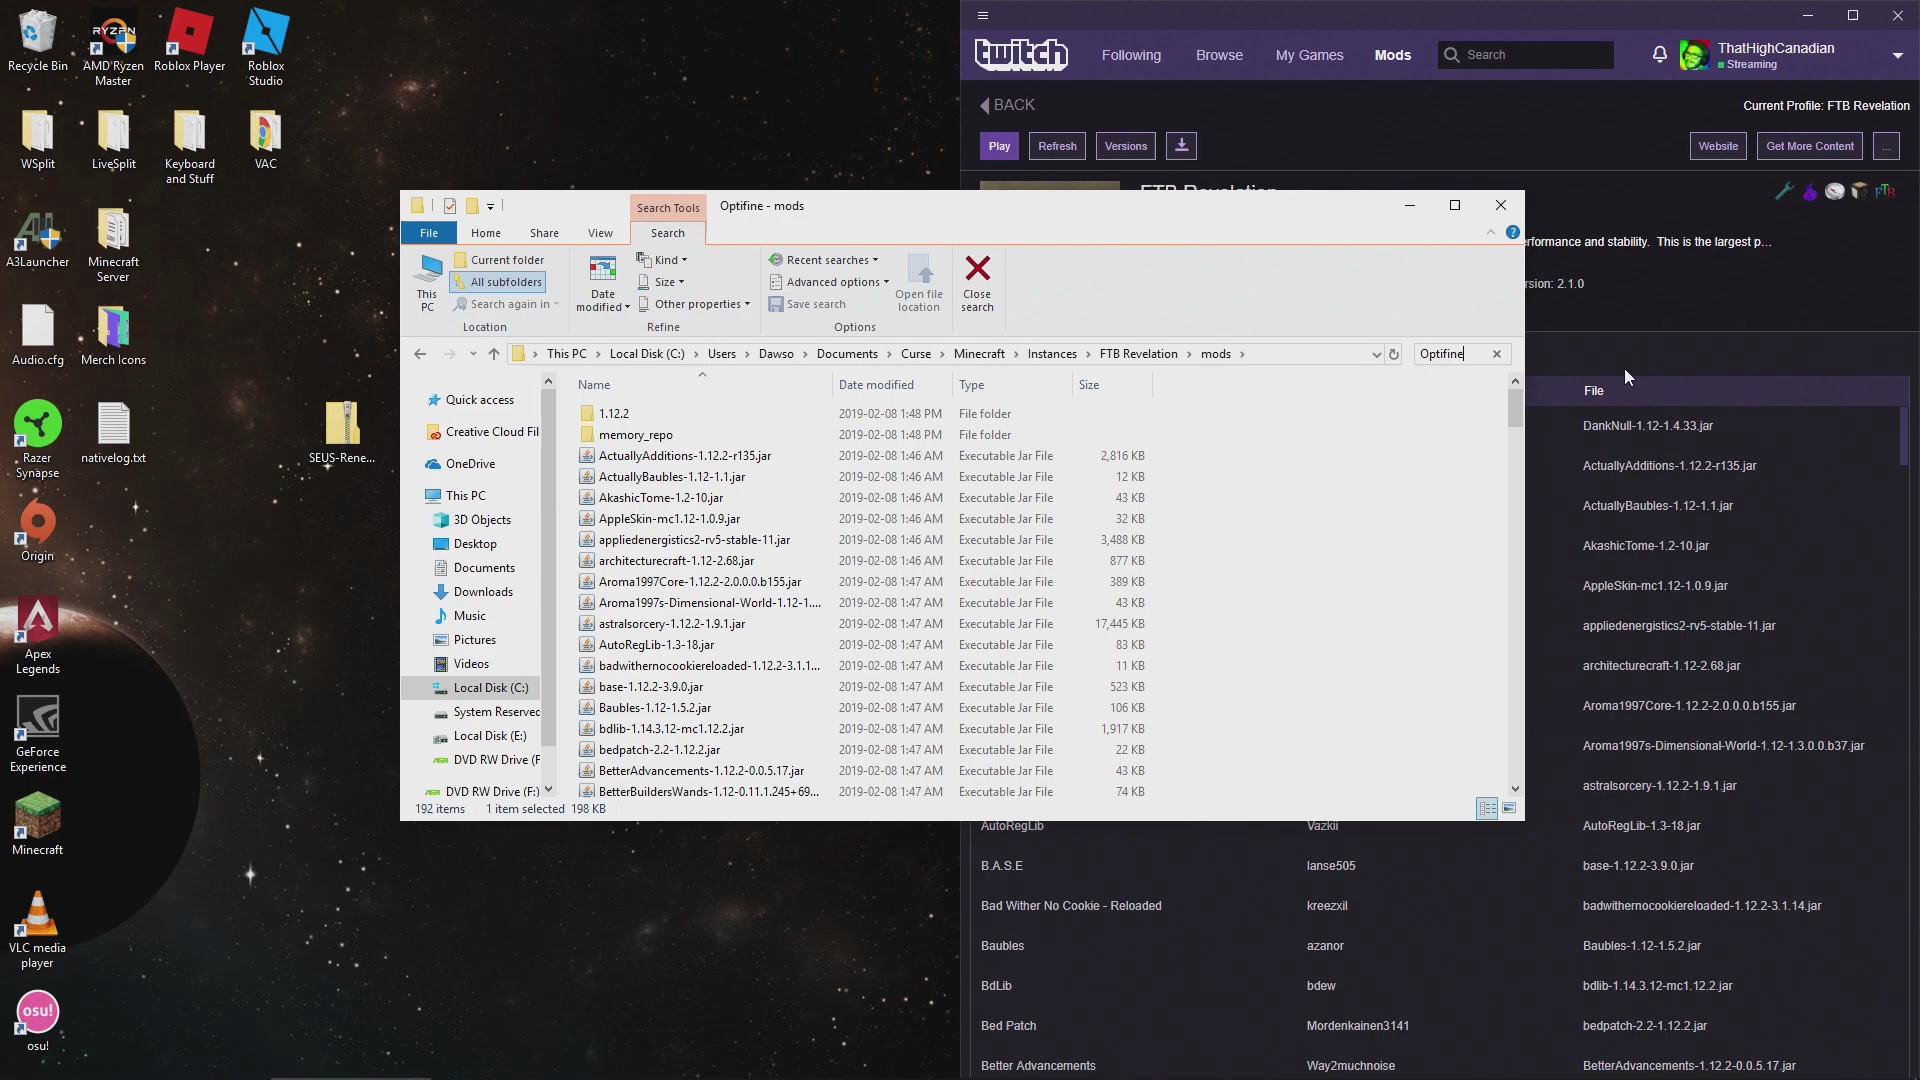 Recycle Bin
AMD Ryzen Master
Roblox Player
Roblox Studio
WSplit
LiveSplit
Keyboard and Stuff
VAC
A3Launcher
Minecraft Server
Audio.cfg
Merch Icons
Razer Synapse
nativelog.txt
SEUS-Rene...
Origin
Apex Legends
GeForce Experience
Minecraft
VLC media player
osu!
osu!
RYZEN
twitch
Following
Browse
My Games
Mods
Search
ThatHighCanadian
Streaming
BACK
Current Profile: FTB Revelation
Play
Refresh
Versions
Website
Get More Content
...
FTB Revelation
rformance and stability. This is the largest p...
rsion: 2.1.0
Search Tools
Optifine - mods
File
Home
Share
View
Search
This PC
Current folder
All subfolders
Search again in
Location
Date modified
Kind
Size
Other properties
Refine
Recent searches
Advanced options
Save search
Options
Open file location
Close search
This PC
Local Disk (C:)
Users
Dawso
Documents
Curse
Minecraft
Instances
FTB Revelation
mods
Optifine
Quick access
Creative Cloud Fil
OneDrive
This PC
3D Objects
Desktop
Documents
Downloads
Music
Pictures
Videos
Local Disk (C:)
System Reserved
Local Disk (E:)
DVD RW Drive (F
DVD RW Drive (F:)
Name Date modified Type Size
1.12.2 2019-02-08 1:48 PM File folder
memory_repo 2019-02-08 1:48 PM File folder
ActuallyAdditions-1.12.2-r135.jar 2019-02-08 1:46 AM Executable Jar File 2,816 KB
ActuallyBaubles-1.12-1.1.jar 2019-02-08 1:46 AM Executable Jar File 12 KB
AkashicTome-1.2-10.jar 2019-02-08 1:46 AM Executable Jar File 43 KB
AppleSkin-mc1.12-1.0.9.jar 2019-02-08 1:46 AM Executable Jar File 32 KB
appliedenergistics2-rv5-stable-11.jar 2019-02-08 1:46 AM Executable Jar File 3,488 KB
architecturecraft-1.12-2.68.jar 2019-02-08 1:46 AM Executable Jar File 877 KB
Aroma1997Core-1.12.2-2.0.0.0.b155.jar 2019-02-08 1:47 AM Executable Jar File 389 KB
Aroma1997s-Dimensional-World-1.12-1.... 2019-02-08 1:47 AM Executable Jar File 43 KB
astralsorcery-1.12.2-1.9.1.jar 2019-02-08 1:47 AM Executable Jar File 17,445 KB
AutoRegLib-1.3-18.jar 2019-02-08 1:47 AM Executable Jar File 83 KB
badwithernocookiereloaded-1.12.2-3.1.1... 2019-02-08 1:47 AM Executable Jar File 11 KB
base-1.12.2-3.9.0.jar 2019-02-08 1:47 AM Executable Jar File 523 KB
Baubles-1.12-1.5.2.jar 2019-02-08 1:47 AM Executable Jar File 106 KB
bdlib-1.14.3.12-mc1.12.2.jar 2019-02-08 1:47 AM Executable Jar File 1,917 KB
bedpatch-2.2-1.12.2.jar 2019-02-08 1:47 AM Executable Jar File 22 KB
BetterAdvancements-1.12.2-0.0.5.17.jar 2019-02-08 1:47 AM Executable Jar File 43 KB
BetterBuildersWands-1.12-0.11.1.245+69... 2019-02-08 1:47 AM Executable Jar File 74 KB
192 items 1 item selected 198 KB
File
DankNull-1.12-1.4.33.jar
ActuallyAdditions-1.12.2-r135.jar
ActuallyBaubles-1.12-1.1.jar
AkashicTome-1.2-10.jar
AppleSkin-mc1.12-1.0.9.jar
appliedenergistics2-rv5-stable-11.jar
architecturecraft-1.12-2.68.jar
Aroma1997Core-1.12.2-2.0.0.0.b155.jar
Aroma1997s-Dimensional-World-1.12-1.3.0.0.b37.jar
astralsorcery-1.12.2-1.9.1.jar
AutoRegLib Vazkii AutoRegLib-1.3-18.jar
B.A.S.E lanse505 base-1.12.2-3.9.0.jar
Bad Wither No Cookie - Reloaded kreezxil badwithernocookiereloaded-1.12.2-3.1.14.jar
Baubles azanor Baubles-1.12-1.5.2.jar
BdLib bdew bdlib-1.14.3.12-mc1.12.2.jar
Bed Patch Mordenkainen3141 bedpatch-2.2-1.12.2.jar
Better Advancements Way2muchnoise BetterAdvancements-1.12.2-0.0.5.17.jar